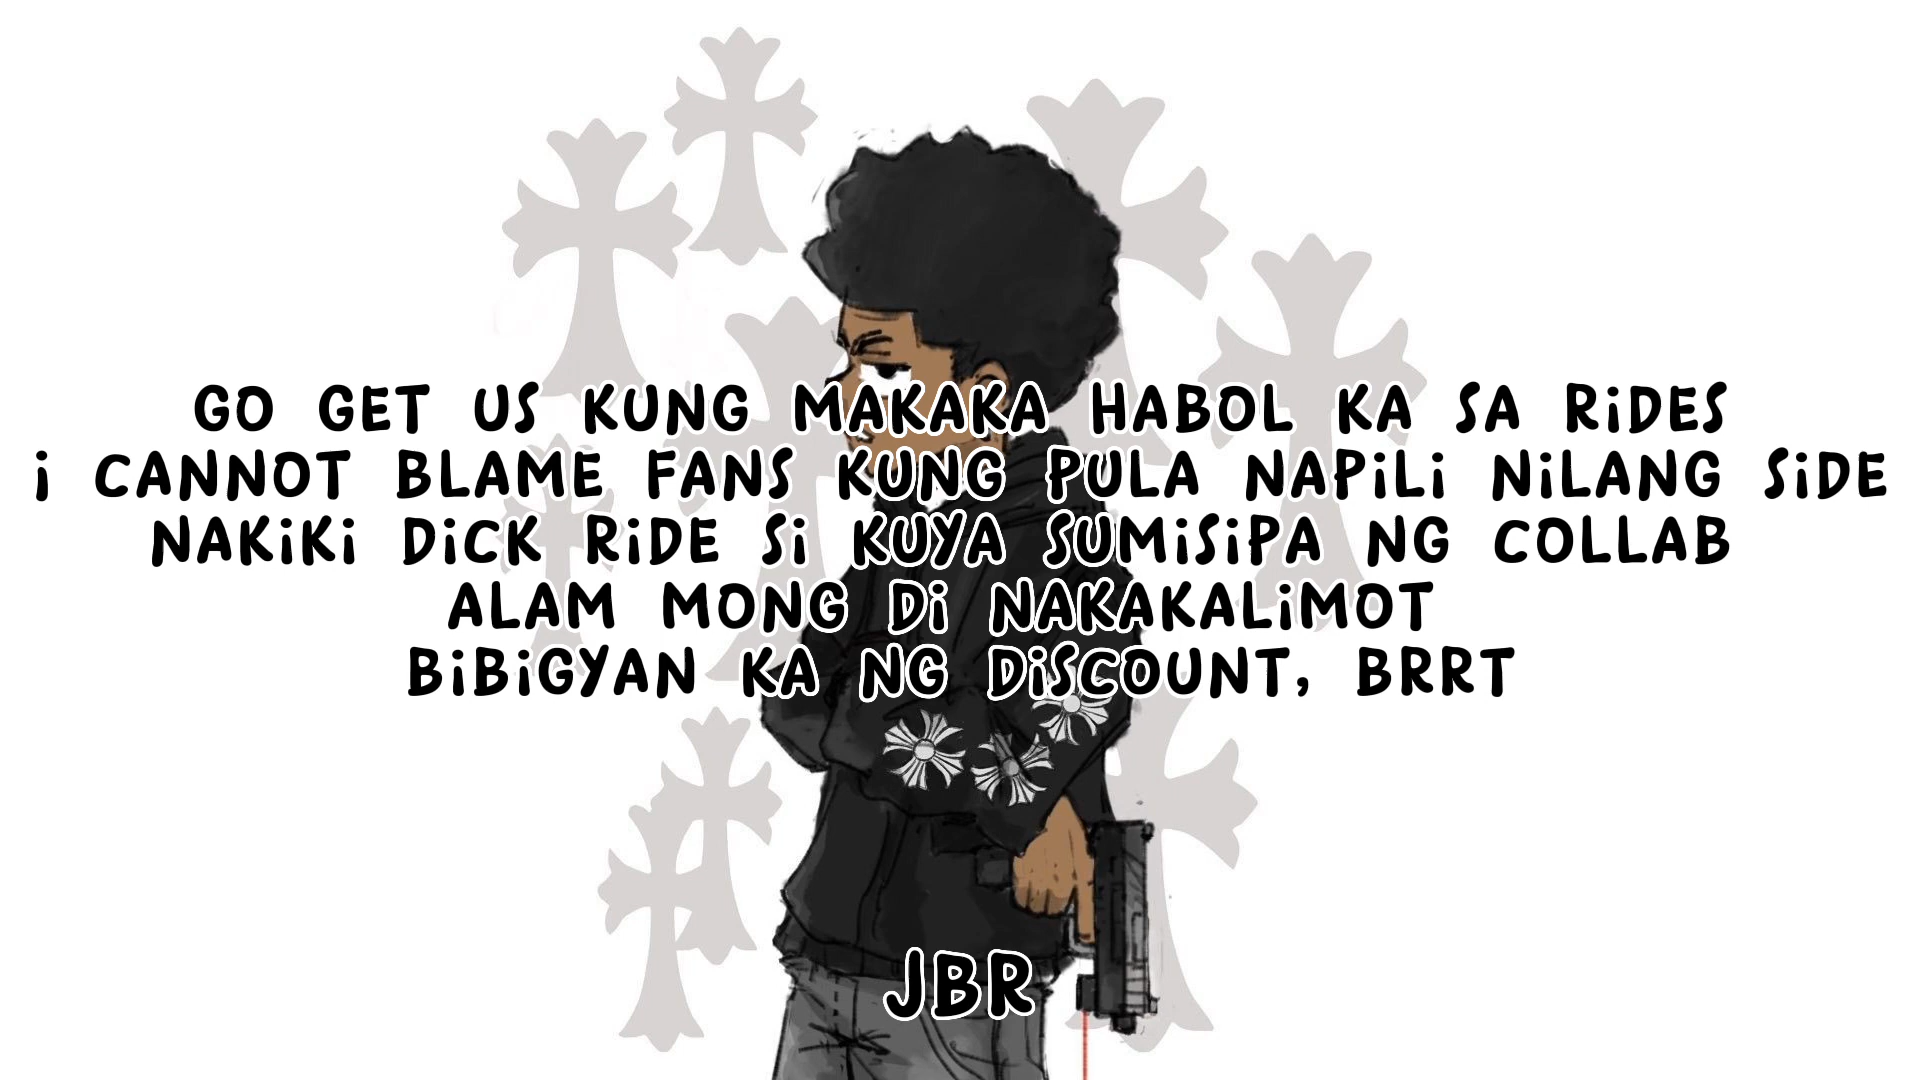 GO GET US KUNG MAKAKA HABOL KA SA RiDES
i CANNOT BLAME FANS KUNG PULA NAPiLi NiLANG SiDE
NAKiKi DiCK RiDE Si KUYA SUMiSiPA NG COLLAB
ALAM MONG Di NAKAKALiMOT
BiBiGYAN KA NG DiSCOUNT, BRRT
JBR